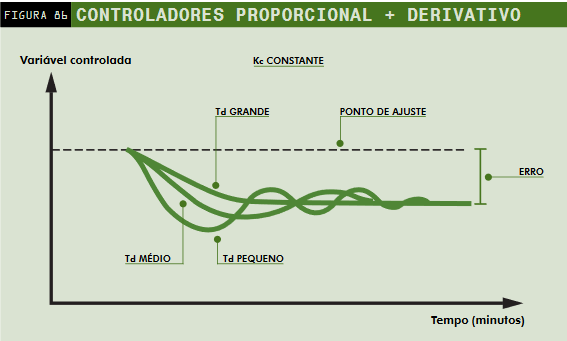 FIGURA 86 CONTROLADORES PROPORCIONAL + DERIVATIVO
Variável controlada
Kc CONSTANTE
Td GRANDE
PONTO DE AJUSTE
ERRO
Td MÉDIO
Td PEQUENO
Tempo (minutos)